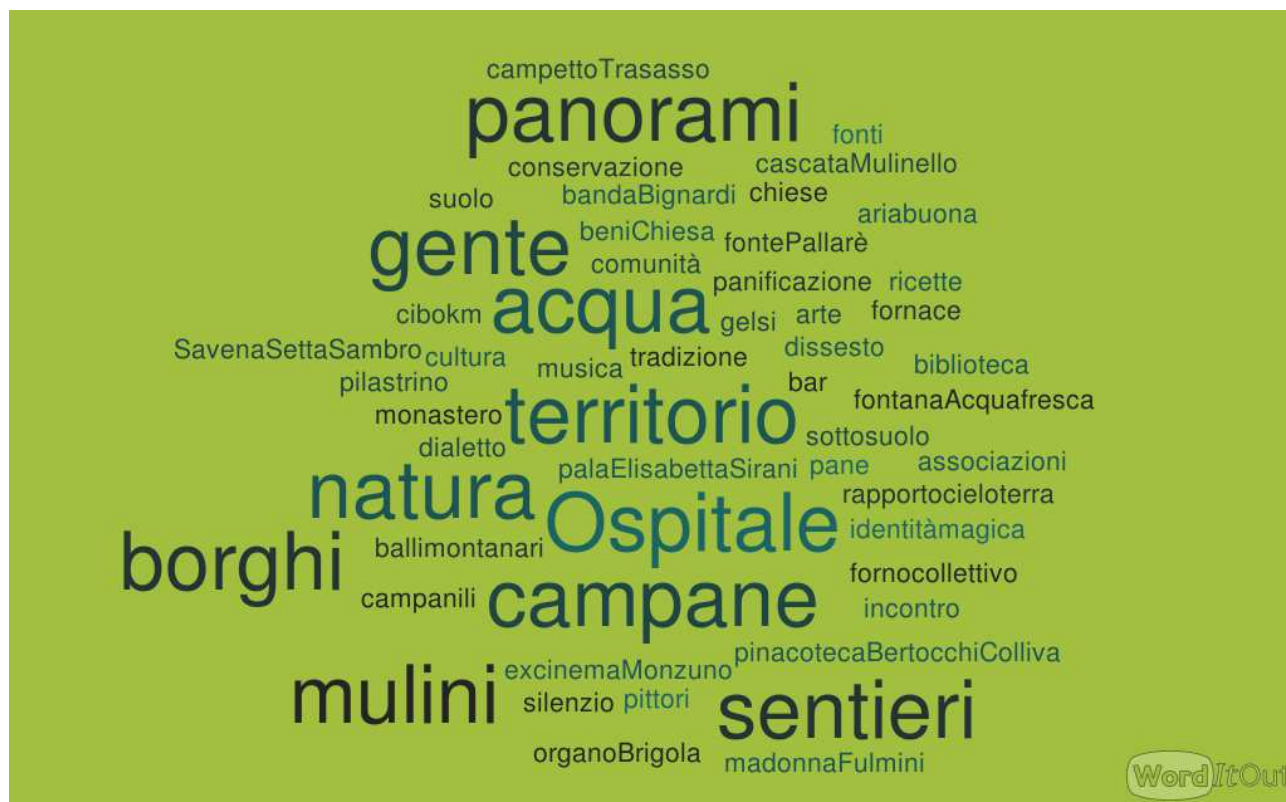 campettoTrasasso
panorami
fonti
conservazione
cascataMulinello
suolo
bandaBignardi
chiese
ariabuona
gente
beniChiesa
fontePallarè
comunità
panificazione
ricette
cibokm
acqua
gelsi
arte
fornace
SavenaSettaSambro
cultura
musica
tradizione
dissesto
biblioteca
pilastrino
bar
fontanaAcquafresca
monastero
territorio
dialetto
sottosuolo
natura
palaElisabettaSirani
pane
associazioni
rapportocieloterra
Ospitale
identitàmagica
borghi
ballimontanari
fornocollettivo
campanili
campane
incontro
pinacotecaBertocchiColliva
mulini
excinemaMonzuno
silenzio
pittori
sentieri
organoBrigola
madonnaFulmini
WordItOut